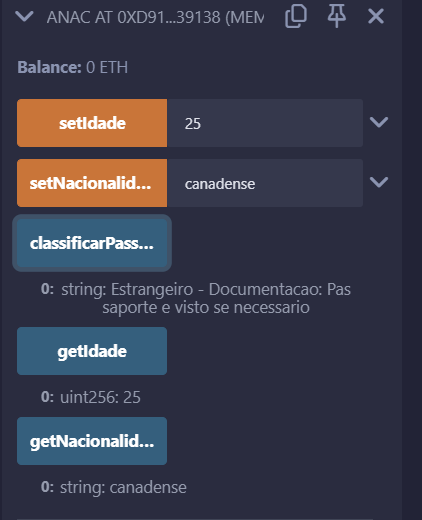 ANAC AT 0XD91...39138 (MEM
Balance: 0 ETH
setIdade 25
setNacionalid... canadense
classificarPass...
0: string: Estrangeiro - Documentacao: Pas
saporte e visto se necessario
getIdade
0: uint256: 25
getNacionalid...
0: string: canadense